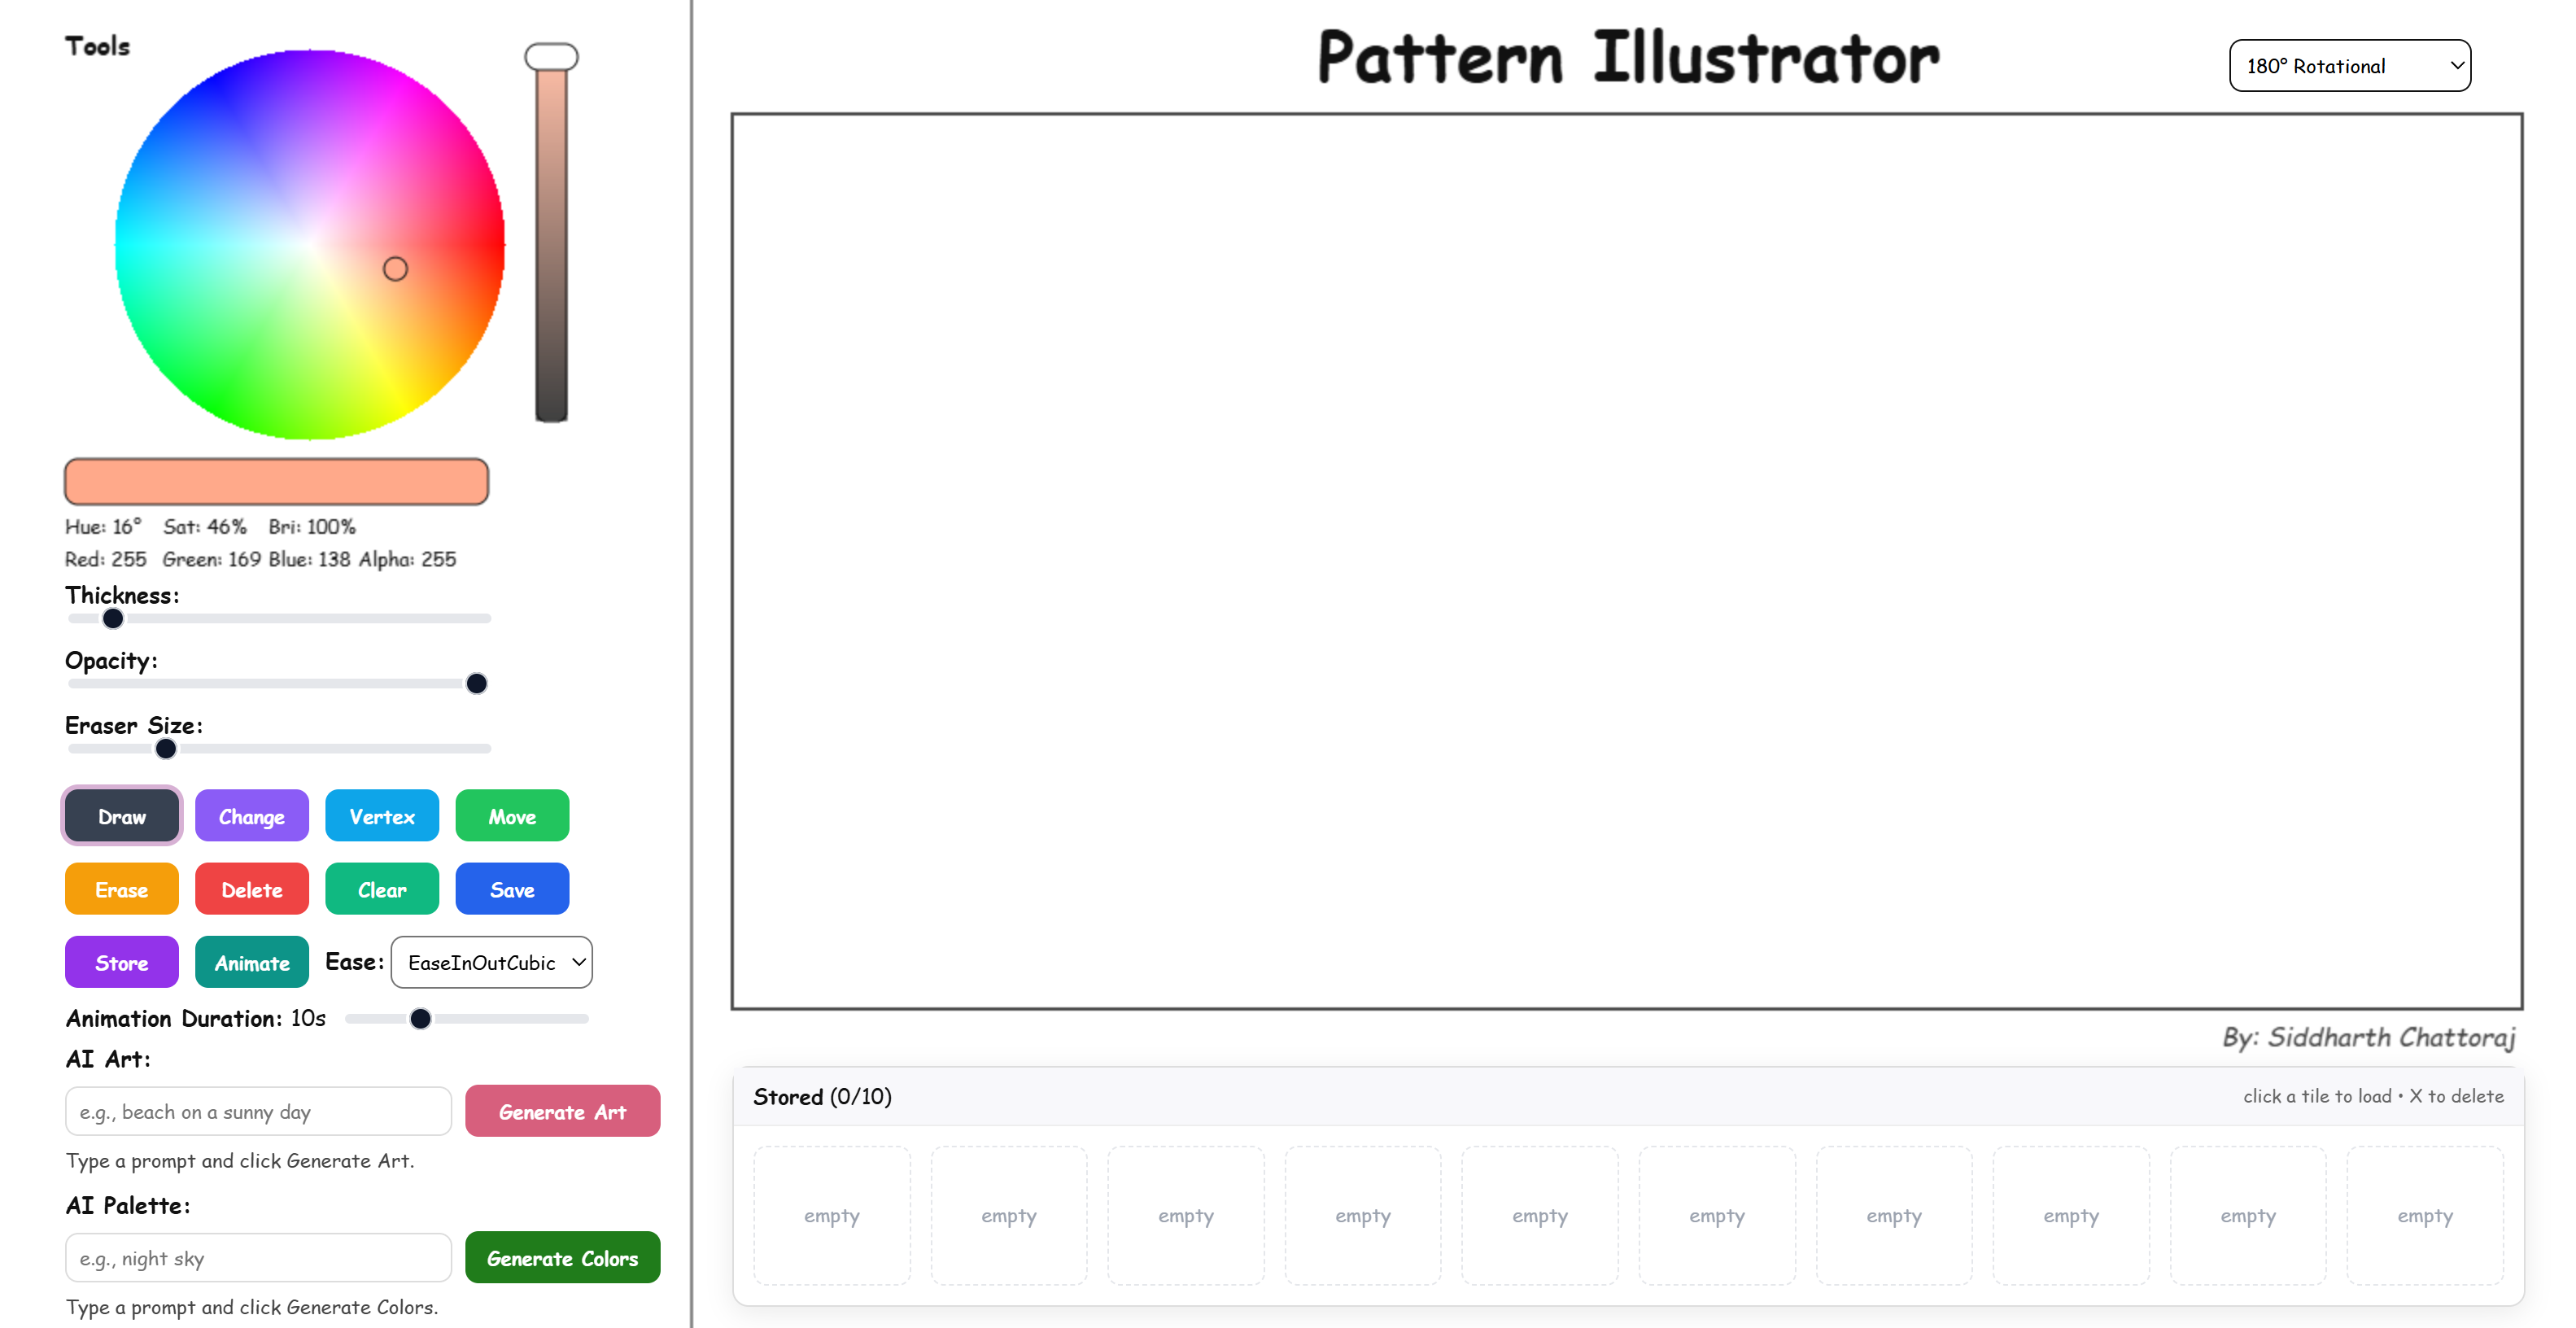 Tools
Hue: 16° Sat: 46% Bri: 100%
Red: 255 Green: 169 Blue: 138 Alpha: 255
Thickness:
Opacity:
Eraser Size:
Draw Change Vertex Move
Erase Delete Clear Save
Store Animate Ease: EaseInOutCubic
Animation Duration: 10s
AI Art:
e.g., beach on a sunny day Generate Art
Type a prompt and click Generate Art.
AI Palette:
e.g., night sky Generate Colors
Type a prompt and click Generate Colors.
Pattern Illustrator
180° Rotational
By: Siddharth Chattoraj
Stored (0/10) click a tile to load • X to delete
empty empty empty empty empty empty empty empty empty empty